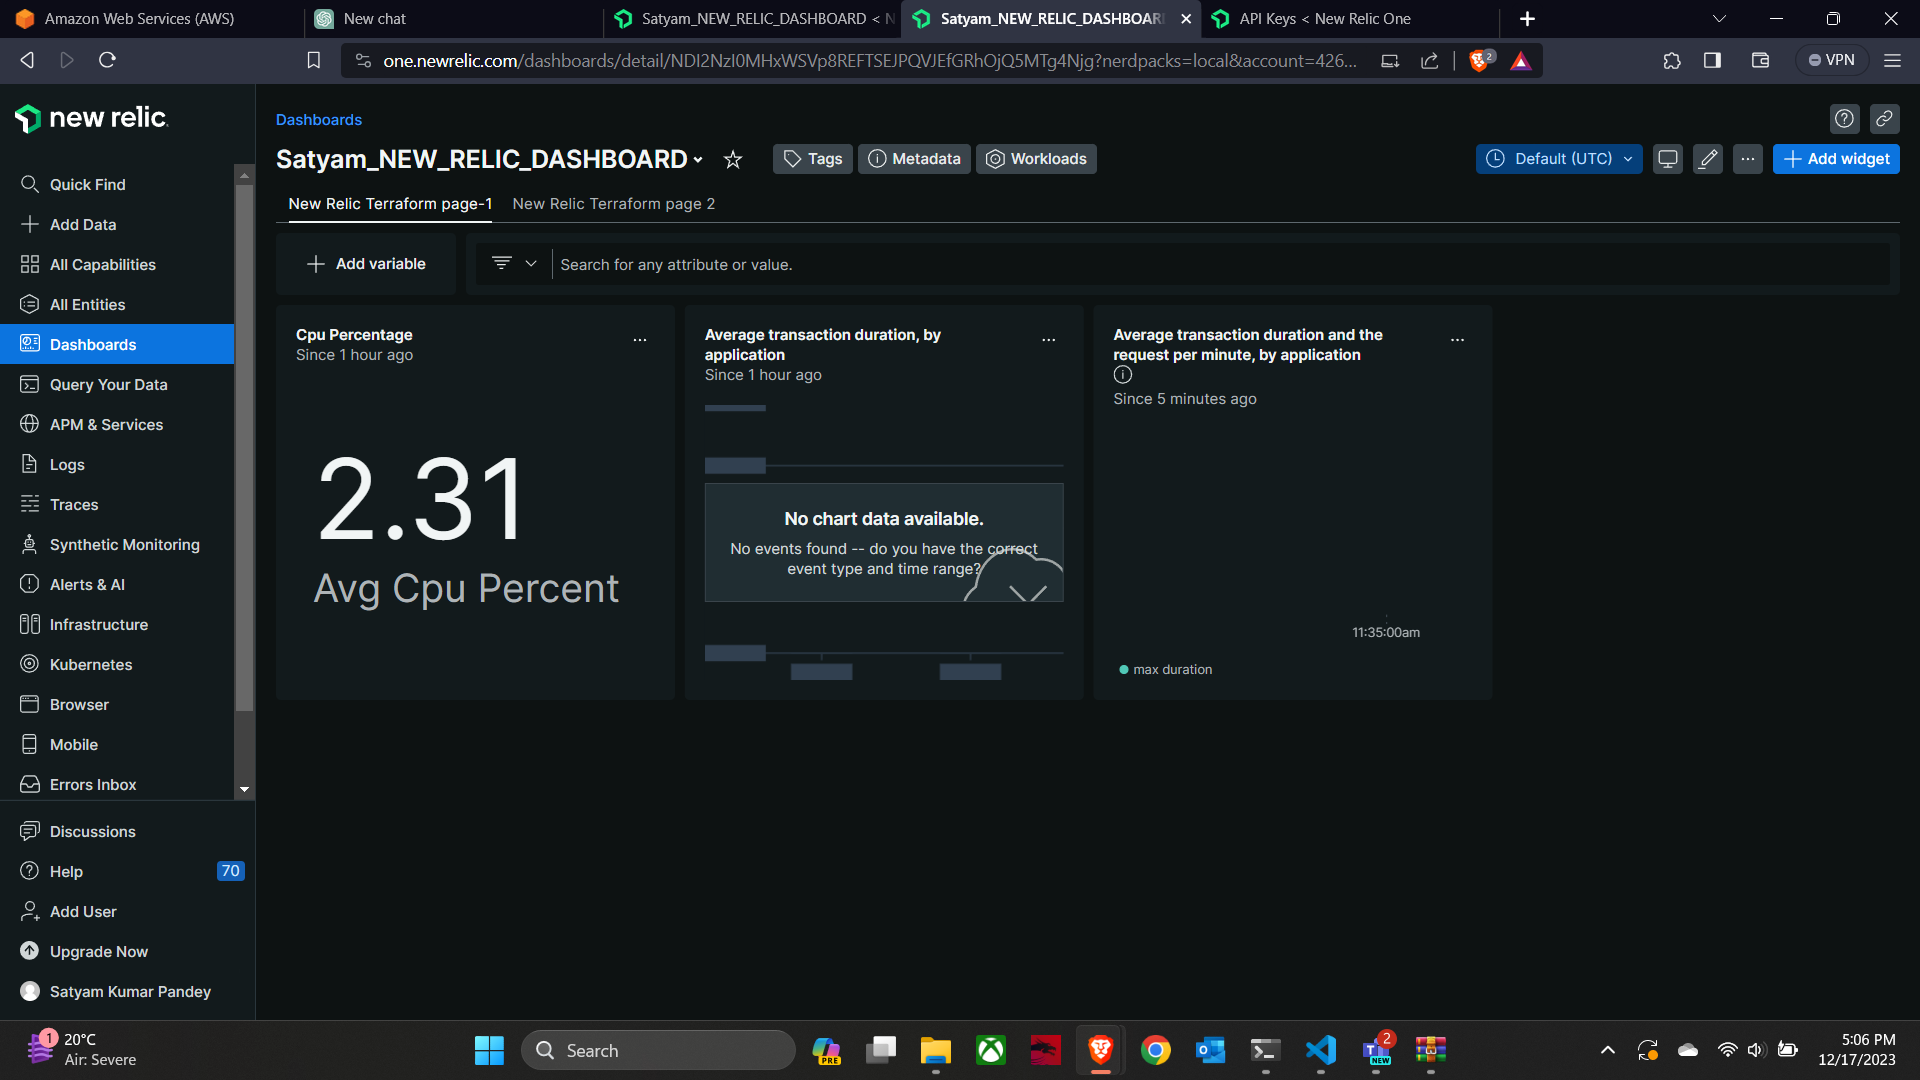 Amazon Web Services (AWS)
New chat
Satyam_NEW_RELIC_DASHBOARD < N
Satyam_NEW_RELIC_DASHBOAR
API Keys < New Relic One
one.newrelic.com/dashboards/detail/NDI2NzI0MHxWSVp8REFTSEJPQVJEfGRhOjQ5MTg4Njg?nerdpacks=local&account=426...
2
VPN
new relic.
Dashboards
Satyam_NEW_RELIC_DASHBOARD
Tags
Metadata
Workloads
Default (UTC)
Add widget
New Relic Terraform page-1
New Relic Terraform page 2
Add variable
Search for any attribute or value.
Quick Find
Add Data
All Capabilities
All Entities
Dashboards
Query Your Data
APM & Services
Logs
Traces
Synthetic Monitoring
Alerts & AI
Infrastructure
Kubernetes
Browser
Mobile
Errors Inbox
Discussions
Help
70
Add User
Upgrade Now
Satyam Kumar Pandey
Cpu Percentage
Since 1 hour ago
2.31
Avg Cpu Percent
Average transaction duration, by
application
Since 1 hour ago
No chart data available.
No events found -- do you have the correct
event type and time range?
Average transaction duration and the
request per minute, by application
Since 5 minutes ago
11:35:00am
max duration
1
20°C
Air: Severe
Search
PRE
2
NEW
5:06 PM
12/17/2023